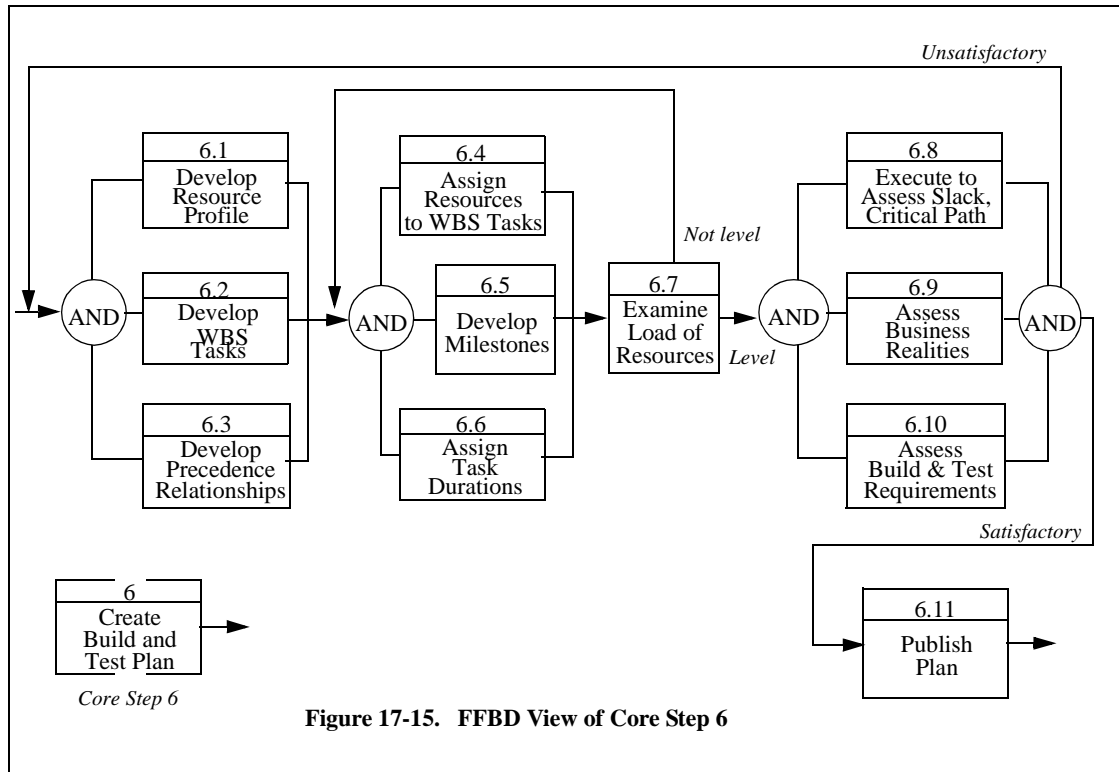 Unsatisfactory
6.1
Develop
Resource
Profile
6.2
Develop
WBS
Tasks
6.3
Develop
Precedence
Relationships
AND
6.4
Assign
Resources
to WBS Tasks
6.5
Develop
Milestones
6.6
Assign
Task
Durations
AND
Not level
6.7
Examine
Load of
Resources
Level
AND
6.8
Execute to
Assess Slack,
Critical Path
6.9
Assess
Business
Realities
6.10
Assess
Build & Test
Requirements
AND
Satisfactory
6
Create
Build and
Test Plan
Core Step 6
6.11
Publish
Plan
Figure 17-15. FFBD View of Core Step 6